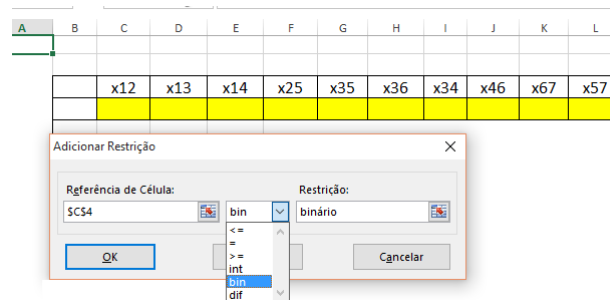 A B C D E F G H I J K L
x12 x13 x14 x25 x35 x36 x34 x46 x67 x57
Adicionar Restrição
Referência de Célula: Restrição:
$C$4 bin binário
<=
=
>=
int
bin
dif
OK Cancelar